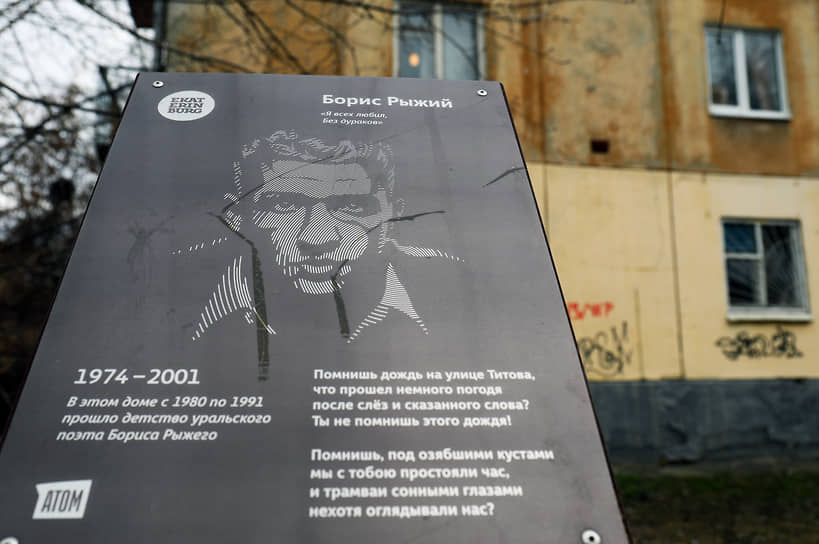 EKAT
ERIN
BURG
Борис Рыжий
«Я всех любил,
Без дураков»
1974–2001
В этом доме с 1980 по 1991
прошло детство уральского
поэта Бориса Рыжего
АТОМ
Помнишь дождь на улице Титова,
что прошел немного погодя
после слёз и сказанного слова?
Ты не помнишь этого дождя!
Помнишь, под озябшими кустами
мы с тобою простояли час,
и трамваи сонными глазами
нехотя оглядывали нас?